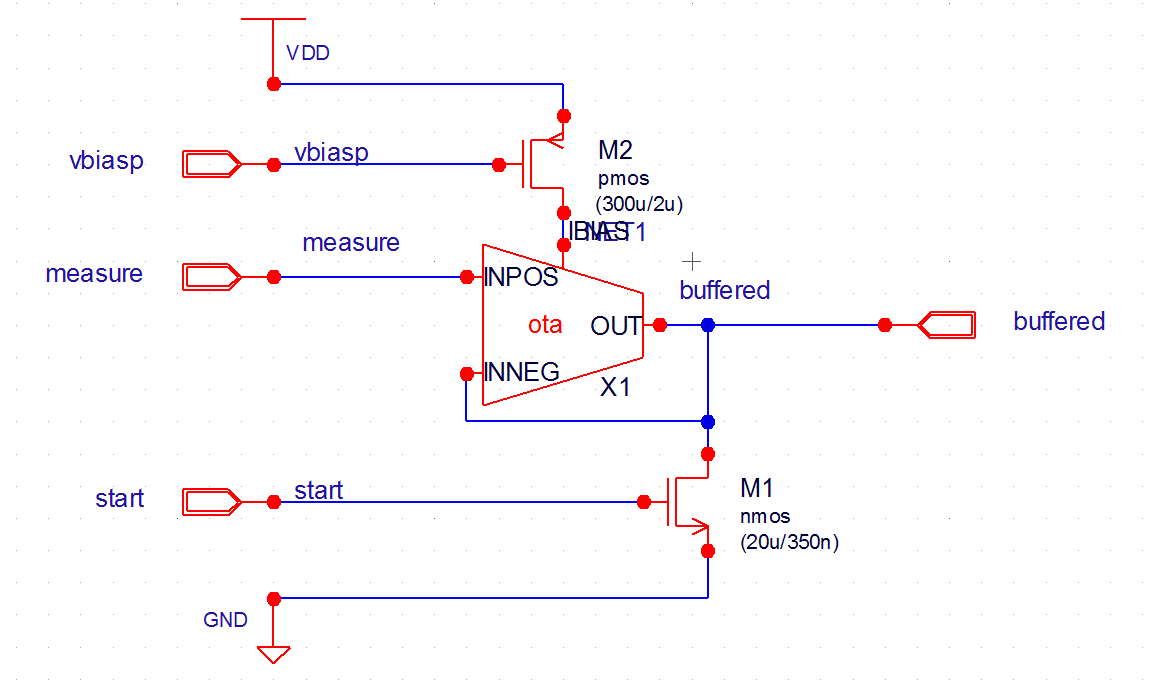 VDD
vbiasp
vbiasp
M2
pmos
(300u/2u)
IBIAS
NET1
measure
measure
INPOS
buffered
ota
OUT
buffered
INNEG
X1
start
start
M1
nmos
(20u/350n)
GND